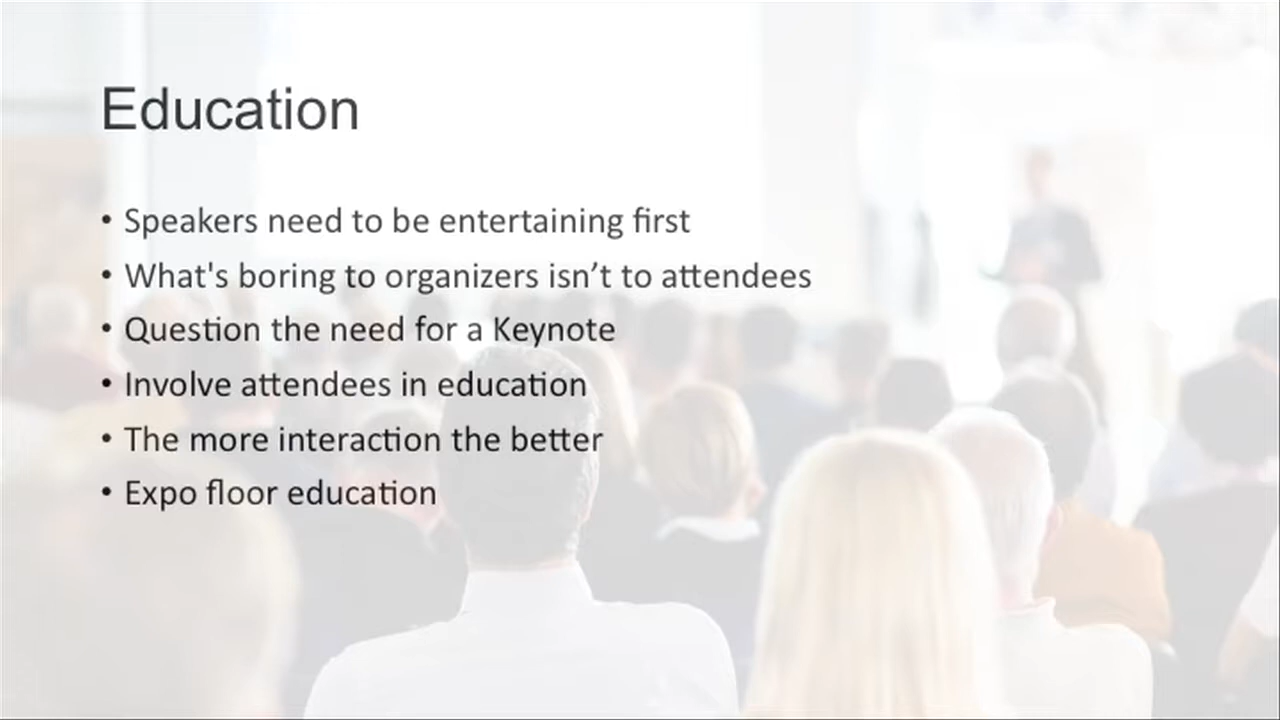 Education
• Speakers need to be entertaining first
• What's boring to organizers isn’t to attendees
• Question the need for a Keynote
• Involve attendees in education
• The more interaction the better
• Expo floor education